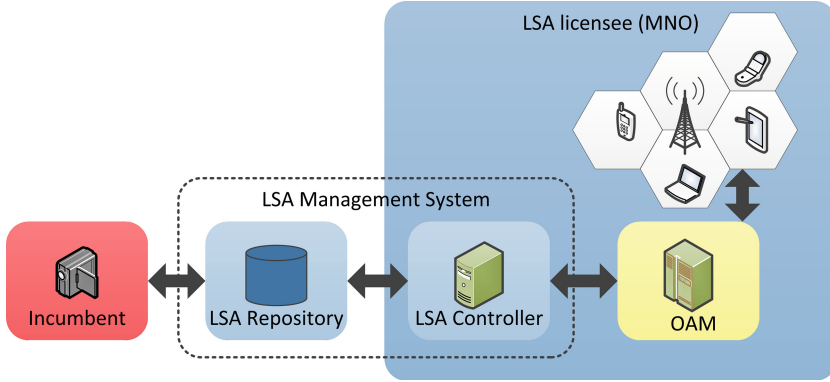 LSA licensee (MNO)
LSA Management System
Incumbent
LSA Repository
LSA Controller
OAM